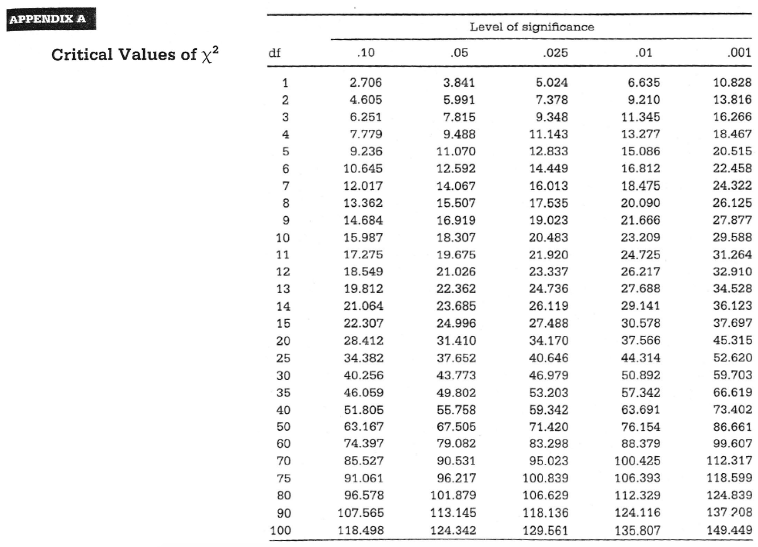 APPENDIX A
Critical Values of χ²
Level of significance
df .10 .05 .025 .01 .001
1 2.706 3.841 5.024 6.635 10.828
2 4.605 5.991 7.378 9.210 13.816
3 6.251 7.815 9.348 11.345 16.266
4 7.779 9.488 11.143 13.277 18.467
5 9.236 11.070 12.833 15.086 20.515
6 10.645 12.592 14.449 16.812 22.458
7 12.017 14.067 16.013 18.475 24.322
8 13.362 15.507 17.535 20.090 26.125
9 14.684 16.919 19.023 21.666 27.877
10 15.987 18.307 20.483 23.209 29.588
11 17.275 19.675 21.920 24.725 31.264
12 18.549 21.026 23.337 26.217 32.910
13 19.812 22.362 24.736 27.688 34.528
14 21.064 23.685 26.119 29.141 36.123
15 22.307 24.996 27.488 30.578 37.697
20 28.412 31.410 34.170 37.566 45.315
25 34.382 37.652 40.646 44.314 52.620
30 40.256 43.773 46.979 50.892 59.703
35 46.059 49.802 53.203 57.342 66.619
40 51.805 55.758 59.342 63.691 73.402
50 63.167 67.505 71.420 76.154 86.661
60 74.397 79.082 83.298 88.379 99.607
70 85.527 90.531 95.023 100.425 112.317
75 91.061 96.217 100.839 106.393 118.599
80 96.578 101.879 106.629 112.329 124.839
90 107.565 113.145 118.136 124.116 137 208
100 118.498 124.342 129.561 135.807 149.449